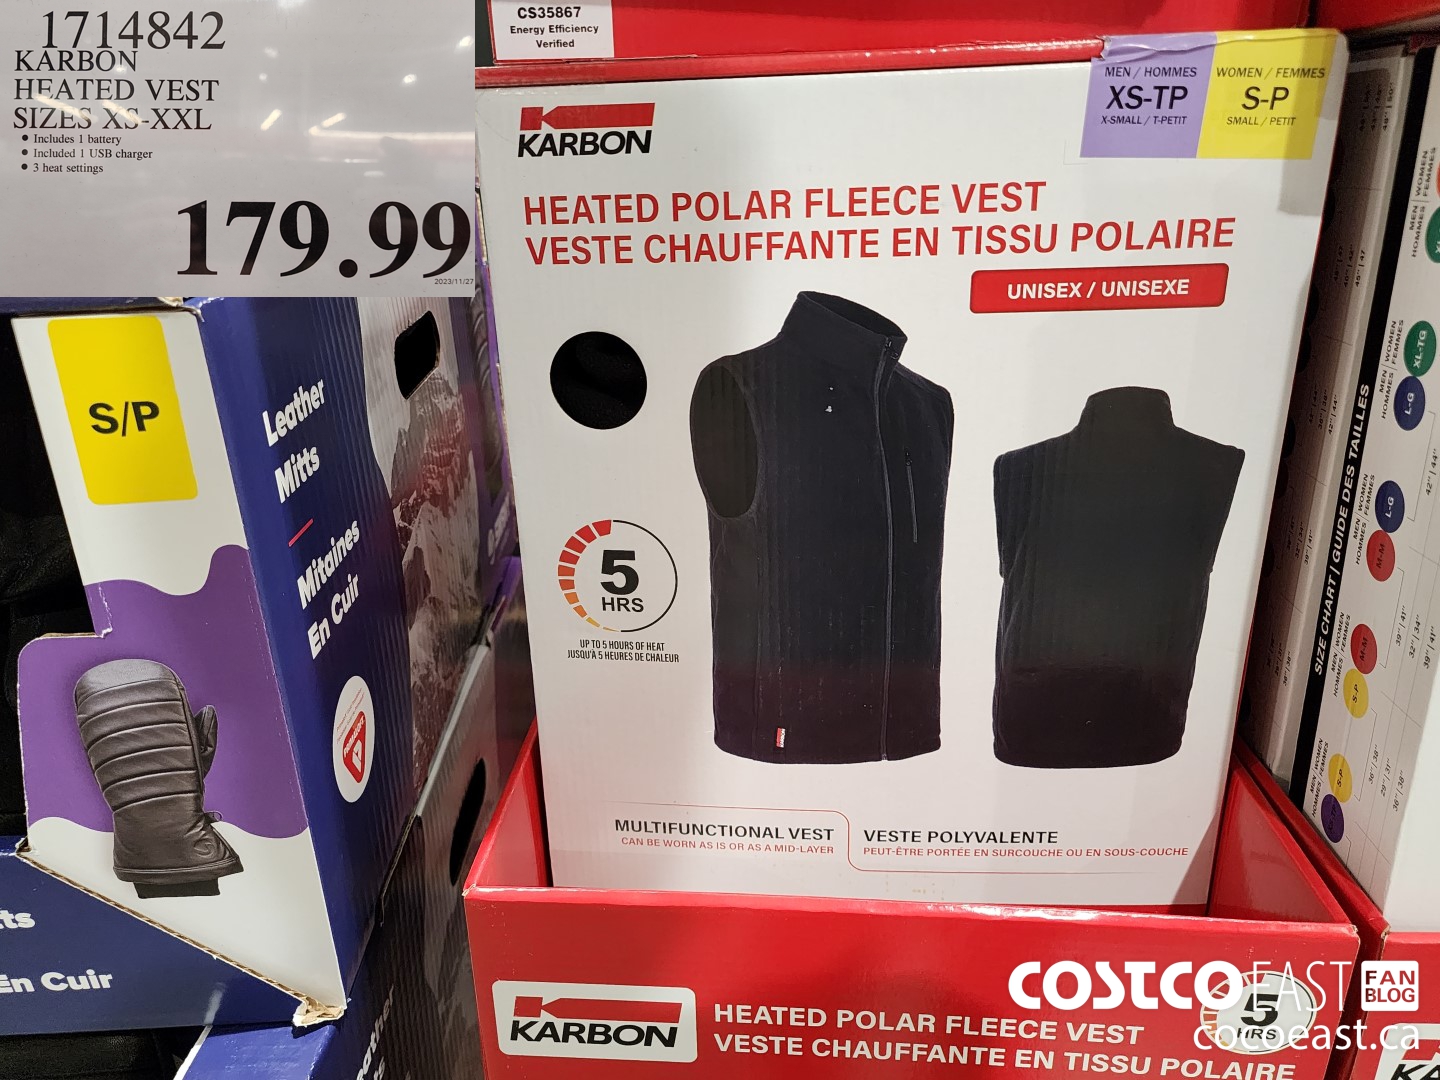 1714842
KARBON
HEATED VEST
SIZES XS-XXL
• Includes 1 battery
• Included 1 USB charger
• 3 heat settings
179.99
2023/11/27
CS35867
Energy Efficiency
Verified
KARBON
MEN / HOMMES
XS-TP
X-SMALL / T-PETIT
WOMEN / FEMMES
S-P
SMALL / PETIT
HEATED POLAR FLEECE VEST
VESTE CHAUFFANTE EN TISSU POLAIRE
UNISEX / UNISEXE
5
HRS
UP TO 5 HOURS OF HEAT
JUSQU'À 5 HEURES DE CHALEUR
MULTIFUNCTIONAL VEST
CAN BE WORN AS IS OR AS A MID-LAYER
VESTE POLYVALENTE
PEUT-ÊTRE PORTÉE EN SURCOUCHE OU EN SOUS-COUCHE
KARBON
HEATED POLAR FLEECE VEST
VESTE CHAUFFANTE EN TISSU POLAIRE
5
HRS
S/P
Leather
Mitts
Mitaines
En Cuir
En Cuir
SIZE CHART | GUIDE DES TAILLES
XL-TG
L-G
L-G
M-M
M-M
S-P
S-P
COSTCO EAST FAN
BLOG
cocoeast.ca